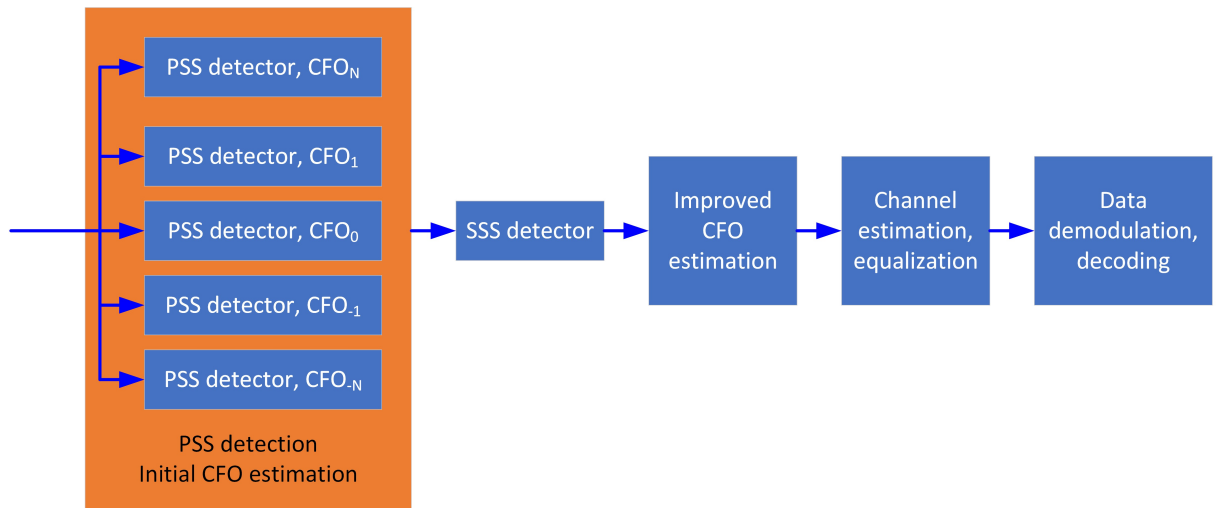 PSS detector, CFO_N
PSS detector, CFO_1
PSS detector, CFO_0
PSS detector, CFO_-1
PSS detector, CFO_-N
PSS detection
Initial CFO estimation
SSS detector
Improved
CFO
estimation
Channel
estimation,
equalization
Data
demodulation,
decoding